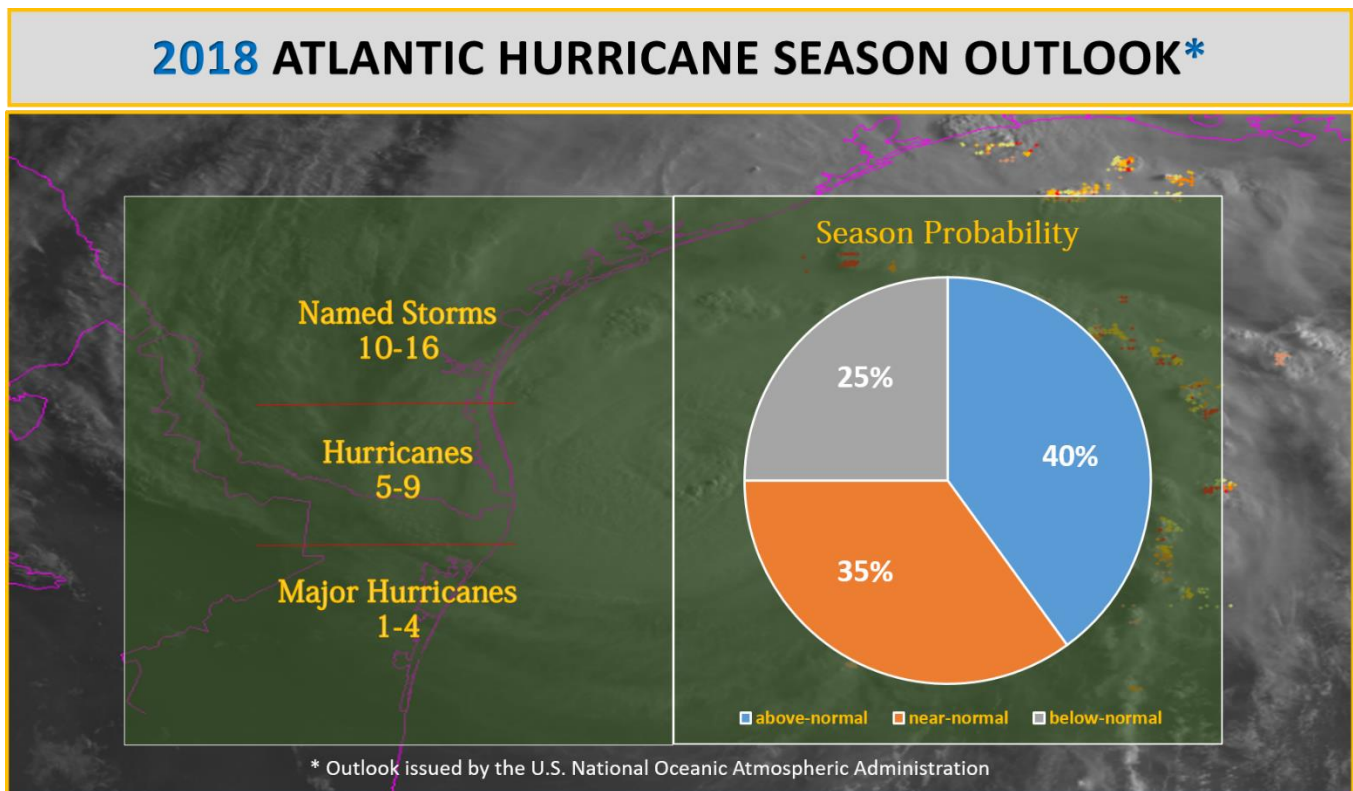 2018 ATLANTIC HURRICANE SEASON OUTLOOK*
Named Storms
10-16
Hurricanes
5-9
Major Hurricanes
1-4
Season Probability
25%
40%
35%
above-normal near-normal below-normal
* Outlook issued by the U.S. National Oceanic Atmospheric Administration